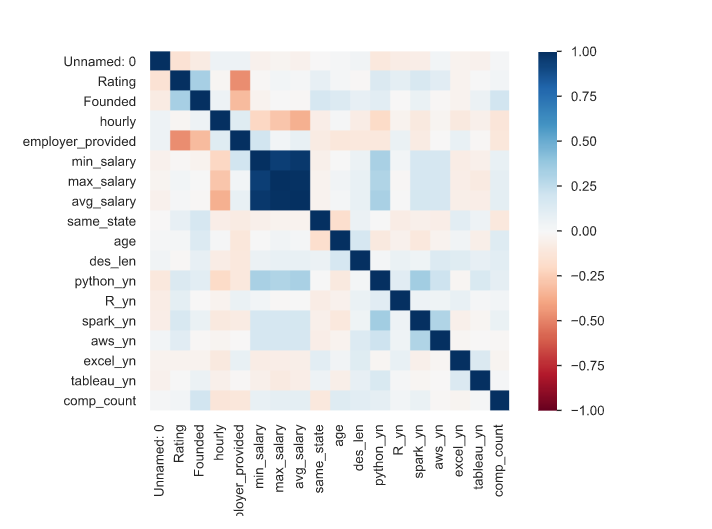 Unnamed: 0
Rating
Founded
hourly
employer_provided
min_salary
max_salary
avg_salary
same_state
age
des_len
python_yn
R_yn
spark_yn
aws_yn
excel_yn
tableau_yn
comp_count
Unnamed: 0
Rating
Founded
hourly
ployer_provided
min_salary
max_salary
avg_salary
same_state
age
des_len
python_yn
R_yn
spark_yn
aws_yn
excel_yn
tableau_yn
comp_count
1.00
0.75
0.50
0.25
0.00
−0.25
−0.50
−0.75
−1.00